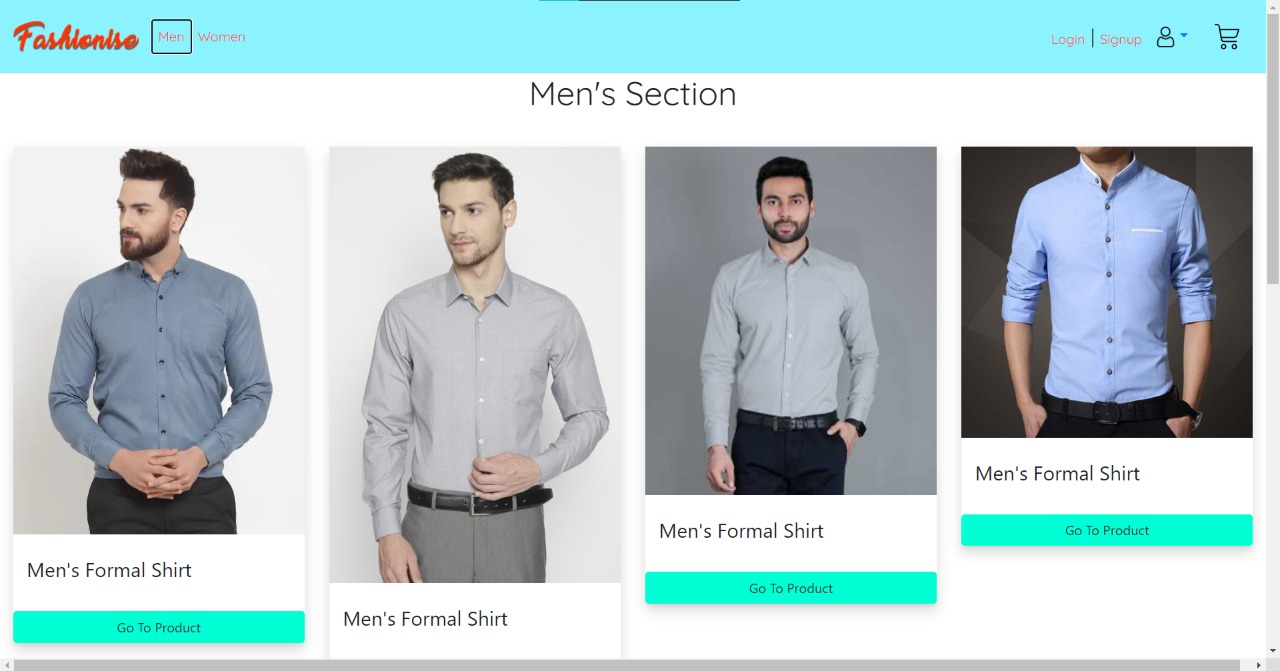 Fashionise
Men
Women
Login
Signup
Men's Section
Men's Formal Shirt
Go To Product
Men's Formal Shirt
Men's Formal Shirt
Go To Product
Men's Formal Shirt
Go To Product